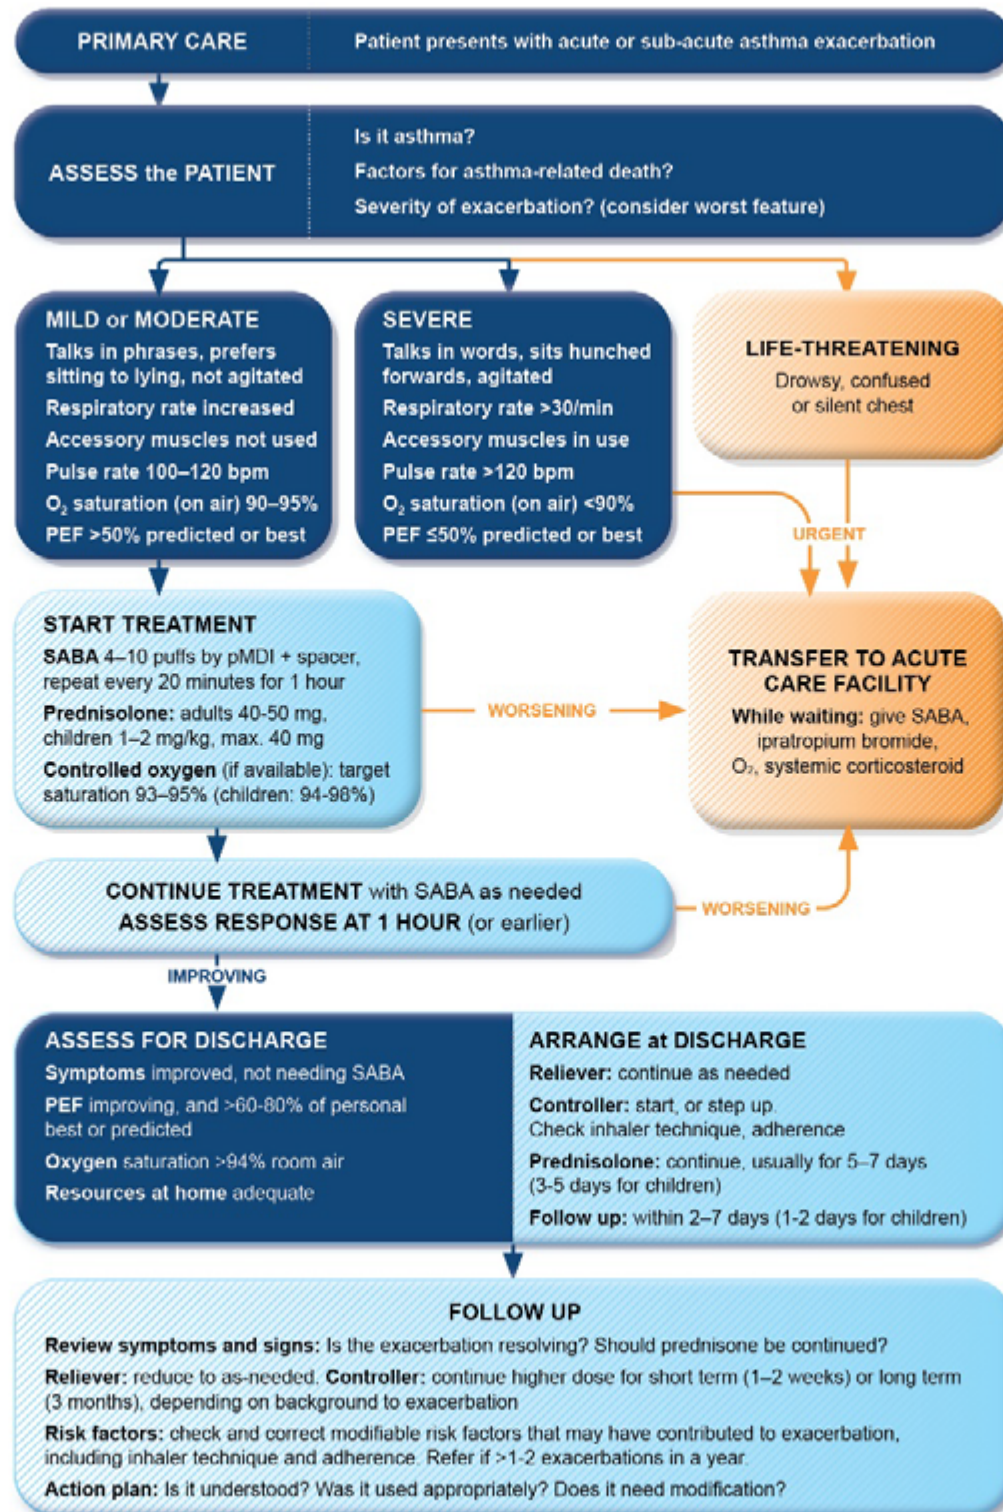 PRIMARY CARE
Patient presents with acute or sub-acute asthma exacerbation
ASSESS the PATIENT
Is it asthma?
Factors for asthma-related death?
Severity of exacerbation? (consider worst feature)
MILD or MODERATE
Talks in phrases, prefers
sitting to lying, not agitated
Respiratory rate increased
Accessory muscles not used
Pulse rate 100–120 bpm
O₂ saturation (on air) 90–95%
PEF >50% predicted or best
SEVERE
Talks in words, sits hunched
forwards, agitated
Respiratory rate >30/min
Accessory muscles in use
Pulse rate >120 bpm
O₂ saturation (on air) <90%
PEF ≤50% predicted or best
LIFE-THREATENING
Drowsy, confused
or silent chest
URGENT
START TREATMENT
SABA 4–10 puffs by pMDI + spacer,
repeat every 20 minutes for 1 hour
Prednisolone: adults 40-50 mg,
children 1–2 mg/kg, max. 40 mg
Controlled oxygen (if available): target
saturation 93–95% (children: 94-98%)
WORSENING
TRANSFER TO ACUTE
CARE FACILITY
While waiting: give SABA,
ipratropium bromide,
O₂, systemic corticosteroid
CONTINUE TREATMENT with SABA as needed
ASSESS RESPONSE AT 1 HOUR (or earlier)
WORSENING
IMPROVING
ASSESS FOR DISCHARGE
Symptoms improved, not needing SABA
PEF improving, and >60-80% of personal
best or predicted
Oxygen saturation >94% room air
Resources at home adequate
ARRANGE at DISCHARGE
Reliever: continue as needed
Controller: start, or step up.
Check inhaler technique, adherence
Prednisolone: continue, usually for 5–7 days
(3-5 days for children)
Follow up: within 2–7 days (1-2 days for children)
FOLLOW UP
Review symptoms and signs: Is the exacerbation resolving? Should prednisone be continued?
Reliever: reduce to as-needed. Controller: continue higher dose for short term (1–2 weeks) or long term
(3 months), depending on background to exacerbation
Risk factors: check and correct modifiable risk factors that may have contributed to exacerbation,
including inhaler technique and adherence. Refer if >1-2 exacerbations in a year.
Action plan: Is it understood? Was it used appropriately? Does it need modification?